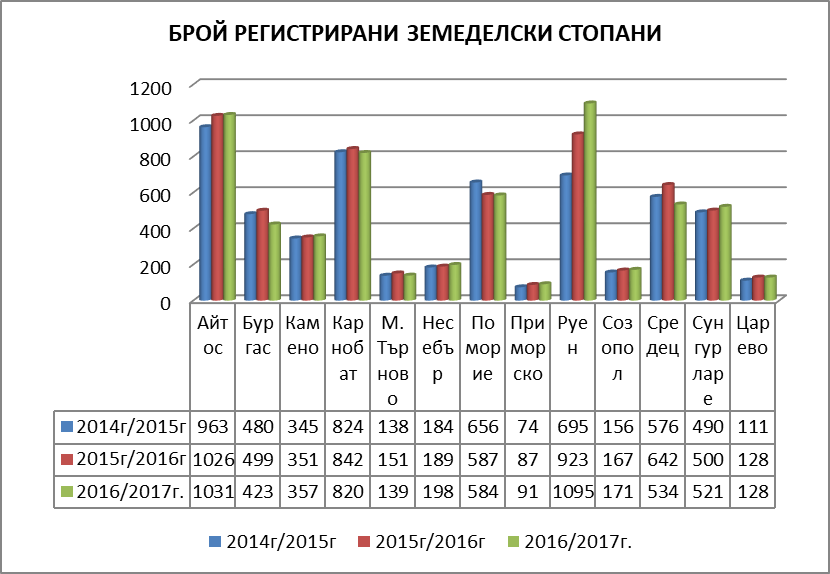 БРОЙ РЕГИСТРИРАНИ ЗЕМЕДЕЛСКИ СТОПАНИ
1200
1000
800
600
400
200
0
Айт Бур Ка Кар М. Нес По При Руе Соз Сре Сун Цар
ос гас мено ноб Тър ебъ мор мор н опо дец гур ево
ат нов р ие ско л лар
о е
2014г/2015г 963 480 345 824 138 184 656 74 695 156 576 490 111
2015г/2016г 1026 499 351 842 151 189 587 87 923 167 642 500 128
2016/2017г. 1031 423 357 820 139 198 584 91 1095 171 534 521 128
2014г/2015г 2015г/2016г 2016/2017г.